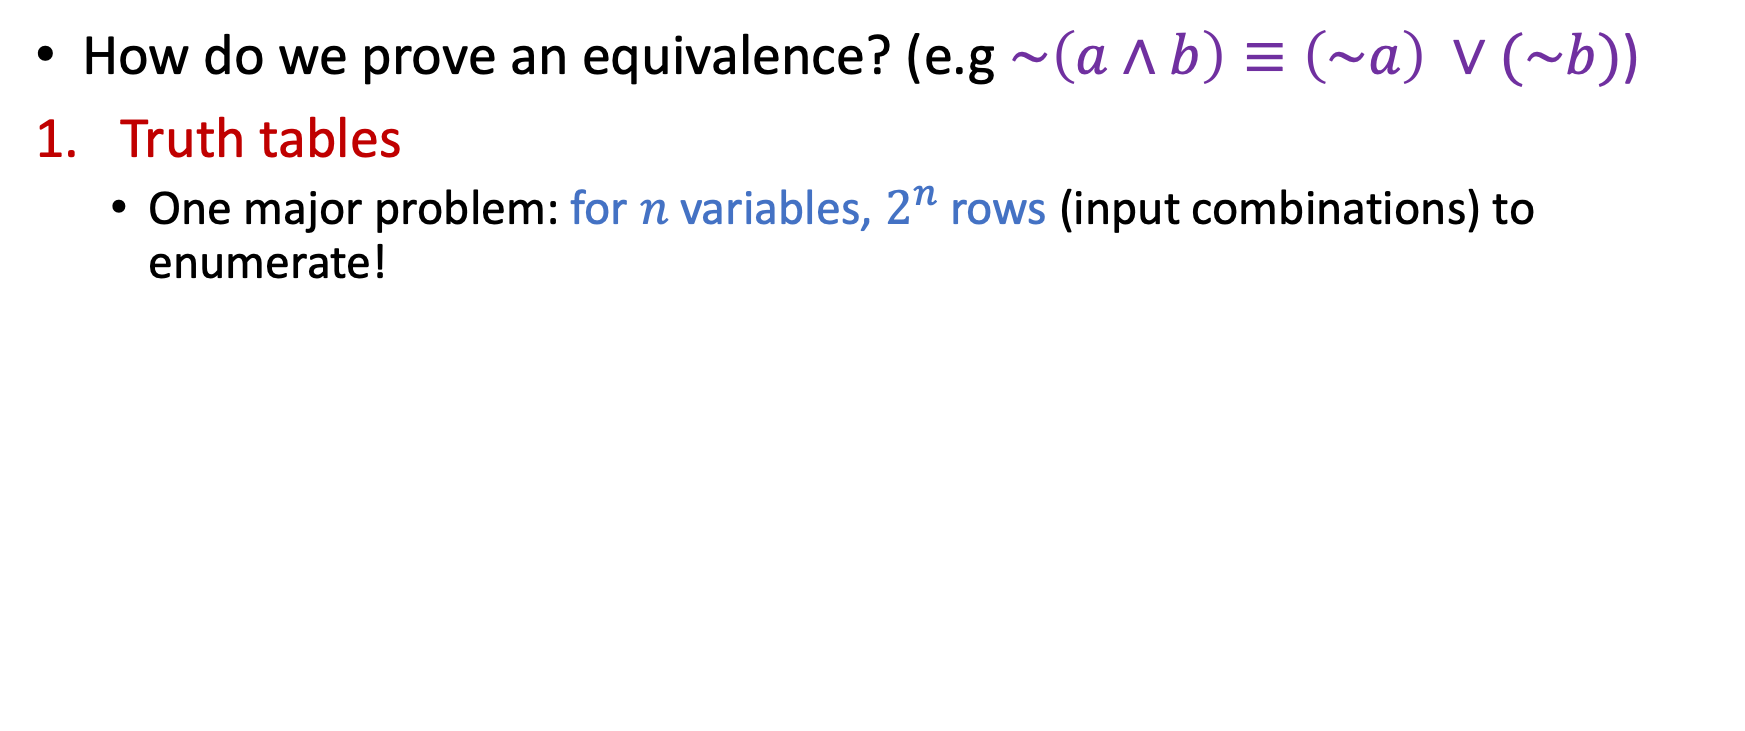 • How do we prove an equivalence? (e.g ~(𝑎 ∧ 𝑏) ≡ (~𝑎) ∨ (~𝑏))
1. Truth tables
• One major problem: for 𝑛 variables, 2ⁿ rows (input combinations) to
enumerate!